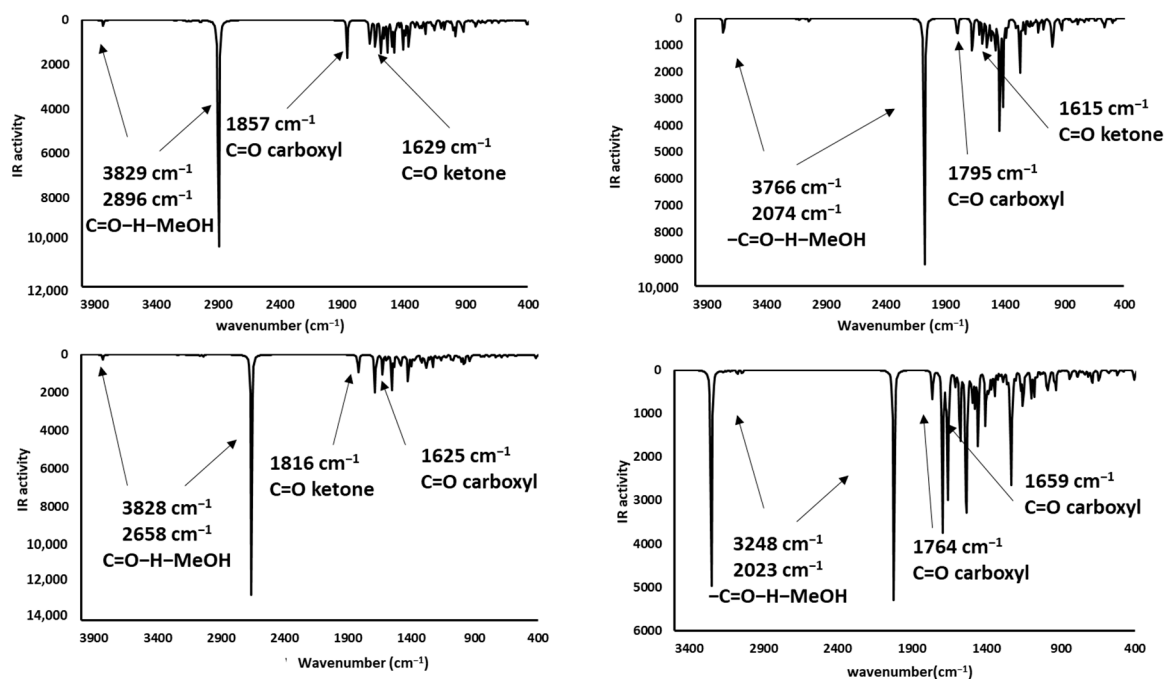 0
2000
4000
6000
8000
10,000
12,000
IR activity
3829 cm⁻¹
2896 cm⁻¹
C=O−H−MeOH
1857 cm⁻¹
C=O carboxyl
1629 cm⁻¹
C=O ketone
3900 3400 2900 2400 1900 1400 900 400
wavenumber (cm⁻¹)
0
1000
2000
3000
4000
5000
6000
7000
8000
9000
10,000
IR activity
3766 cm⁻¹
2074 cm⁻¹
−C=O−H−MeOH
1615 cm⁻¹
C=O ketone
1795 cm⁻¹
C=O carboxyl
3900 3400 2900 2400 1900 1400 900 400
Wavenumber (cm⁻¹)
0
2000
4000
6000
8000
10,000
12,000
14,000
IR activity
3828 cm⁻¹
2658 cm⁻¹
C=O−H−MeOH
1816 cm⁻¹
C=O ketone
1625 cm⁻¹
C=O carboxyl
3900 3400 2900 2400 1900 1400 900 400
Wavenumber (cm⁻¹)
0
1000
2000
3000
4000
5000
6000
IR activity
3248 cm⁻¹
2023 cm⁻¹
−C=O−H−MeOH
1764 cm⁻¹
C=O carboxyl
1659 cm⁻¹
C=O carboxyl
3400 2900 2400 1900 1400 900 400
wavenumber(cm⁻¹)